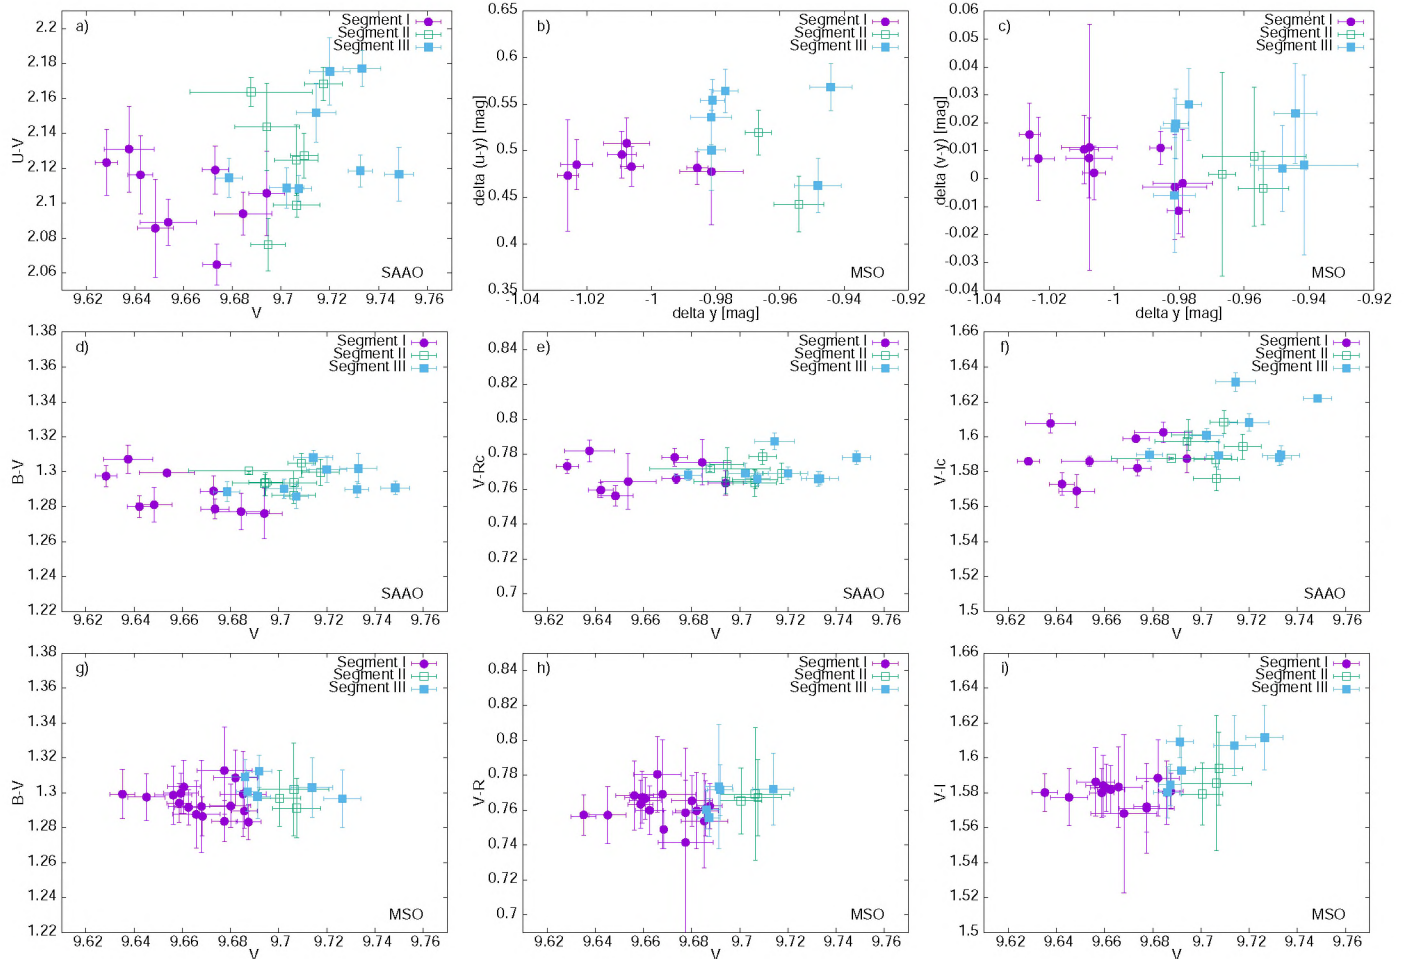 a)
Segment I
Segment II
Segment III
2.2
2.18
2.16
2.14
2.12
2.1
2.08
2.06
U-V
SAAO
9.62 9.64 9.66 9.68 9.7 9.72 9.74 9.76
V
b)
Segment I
Segment II
Segment III
0.65
0.6
0.55
0.5
0.45
0.4
0.35
delta (u-y) [mag]
MSO
-1.04 -1.02 -1 -0.98 -0.96 -0.94 -0.92
delta y [mag]
c)
Segment I
Segment II
Segment III
0.06
0.05
0.04
0.03
0.02
0.01
0
-0.01
-0.02
-0.03
-0.04
delta (v-y) [mag]
MSO
-1.04 -1.02 -1 -0.98 -0.96 -0.94 -0.92
delta y [mag]
d)
Segment I
Segment II
Segment III
1.38
1.36
1.34
1.32
1.3
1.28
1.26
1.24
1.22
B-V
SAAO
9.62 9.64 9.66 9.68 9.7 9.72 9.74 9.76
V
e)
Segment I
Segment II
Segment III
0.84
0.82
0.8
0.78
0.76
0.74
0.72
0.7
V-Rc
SAAO
9.62 9.64 9.66 9.68 9.7 9.72 9.74 9.76
V
f)
Segment I
Segment II
Segment III
1.66
1.64
1.62
1.6
1.58
1.56
1.54
1.52
1.5
V-Ic
SAAO
9.62 9.64 9.66 9.68 9.7 9.72 9.74 9.76
V
g)
Segment I
Segment II
Segment III
1.38
1.36
1.34
1.32
1.3
1.28
1.26
1.24
1.22
B-V
MSO
9.62 9.64 9.66 9.68 9.7 9.72 9.74 9.76
V
h)
Segment I
Segment II
Segment III
0.84
0.82
0.8
0.78
0.76
0.74
0.72
0.7
V-R
MSO
9.62 9.64 9.66 9.68 9.7 9.72 9.74 9.76
V
i)
Segment I
Segment II
Segment III
1.66
1.64
1.62
1.6
1.58
1.56
1.54
1.52
1.5
V-I
MSO
9.62 9.64 9.66 9.68 9.7 9.72 9.74 9.76
V